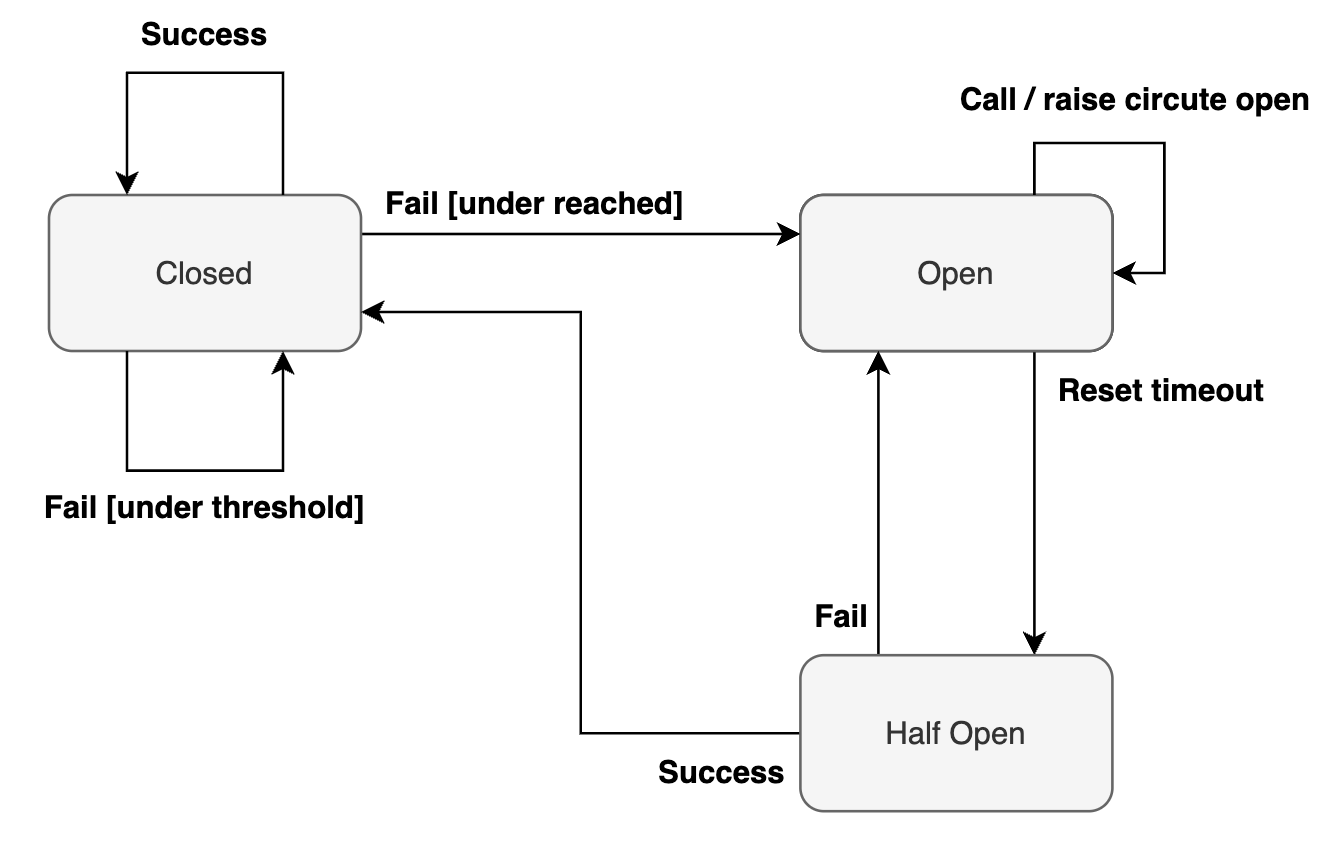 Success
Call / raise circute open
Fail [under reached]
Closed
Open
Reset timeout
Fail [under threshold]
Fail
Half Open
Success